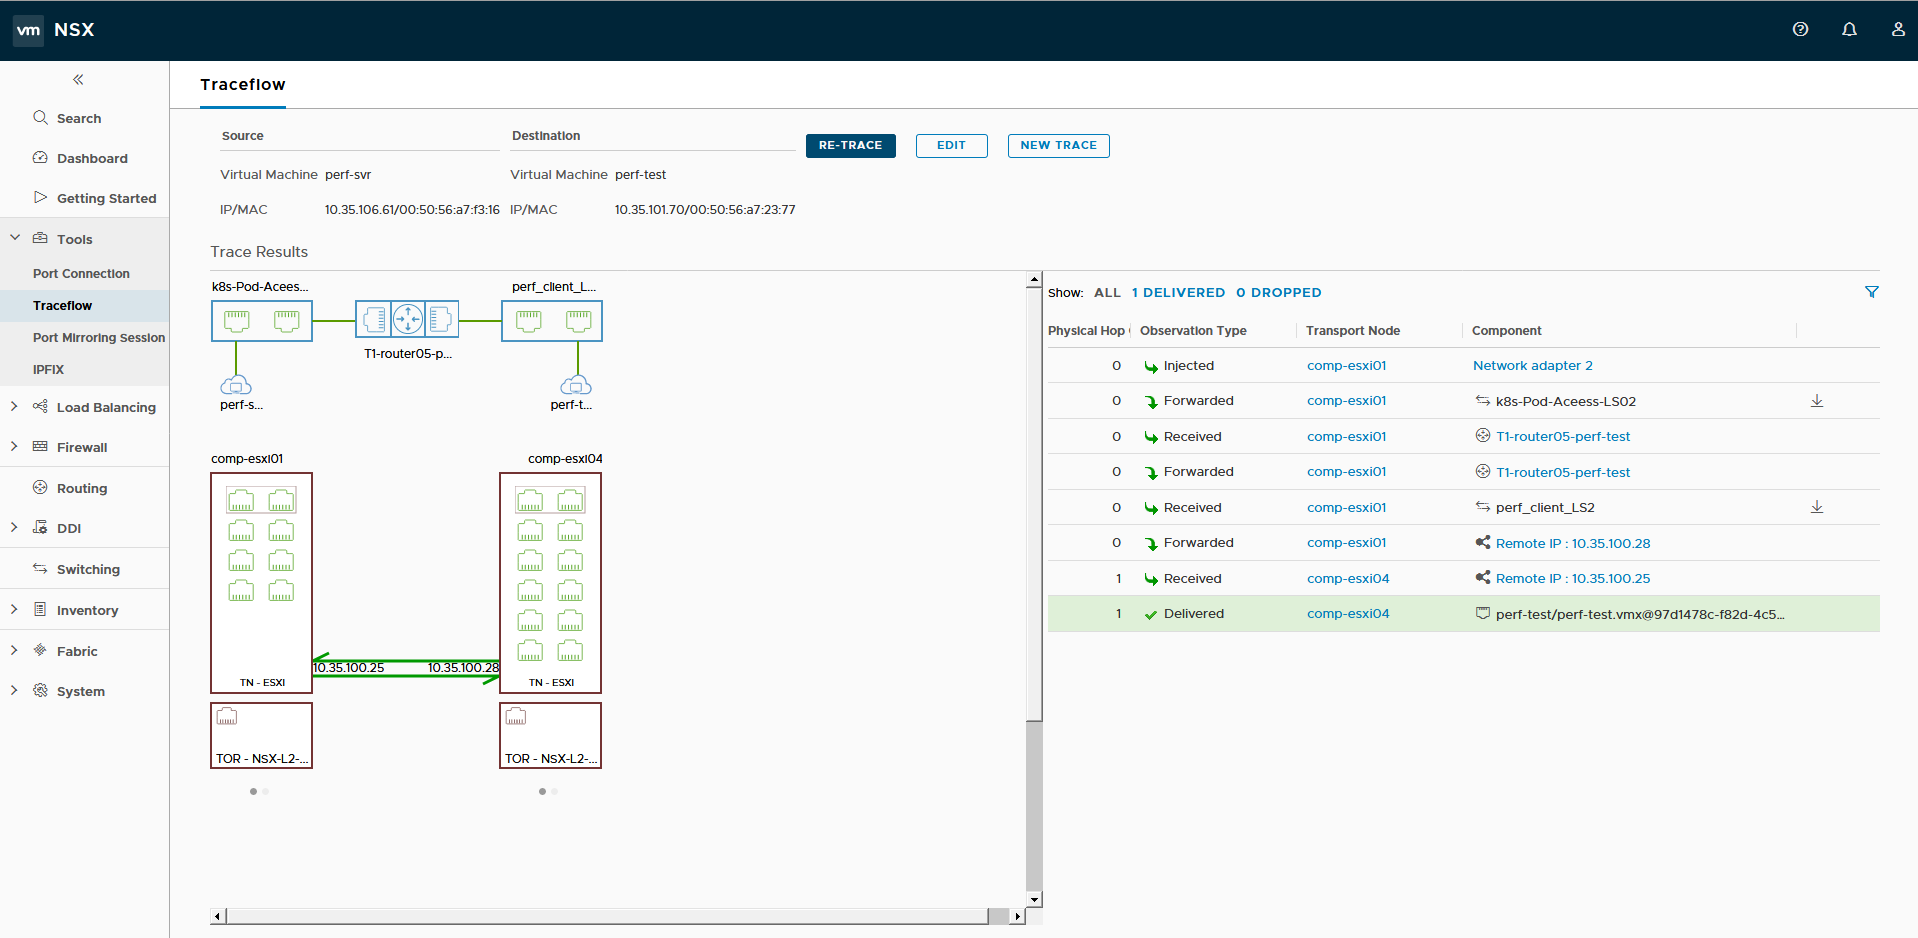 vm NSX
Search
Dashboard
Getting Started
Tools
Port Connection
Traceflow
Port Mirroring Session
IPFIX
Load Balancing
Firewall
Routing
DDI
Switching
Inventory
Fabric
System
Traceflow
Source Destination RE-TRACE EDIT NEW TRACE
Virtual Machine perf-svr Virtual Machine perf-test
IP/MAC 10.35.106.61/00:50:56:a7:f3:16 IP/MAC 10.35.101.70/00:50:56:a7:23:77
Trace Results
k8s-Pod-Acees... perf_client_L...
T1-router05-p...
perf-s... perf-t...
comp-esxi01 comp-esxi04
10.35.100.25 10.35.100.28
TN - ESXI TN - ESXI
TOR - NSX-L2-... TOR - NSX-L2-...
Show: ALL 1 DELIVERED 0 DROPPED
Physical Hop Observation Type Transport Node Component
0 Injected comp-esxi01 Network adapter 2
0 Forwarded comp-esxi01 k8s-Pod-Aceess-LS02
0 Received comp-esxi01 T1-router05-perf-test
0 Forwarded comp-esxi01 T1-router05-perf-test
0 Received comp-esxi01 perf_client_LS2
0 Forwarded comp-esxi01 Remote IP : 10.35.100.28
1 Received comp-esxi04 Remote IP : 10.35.100.25
1 Delivered comp-esxi04 perf-test/perf-test.vmx@97d1478c-f82d-4c5...